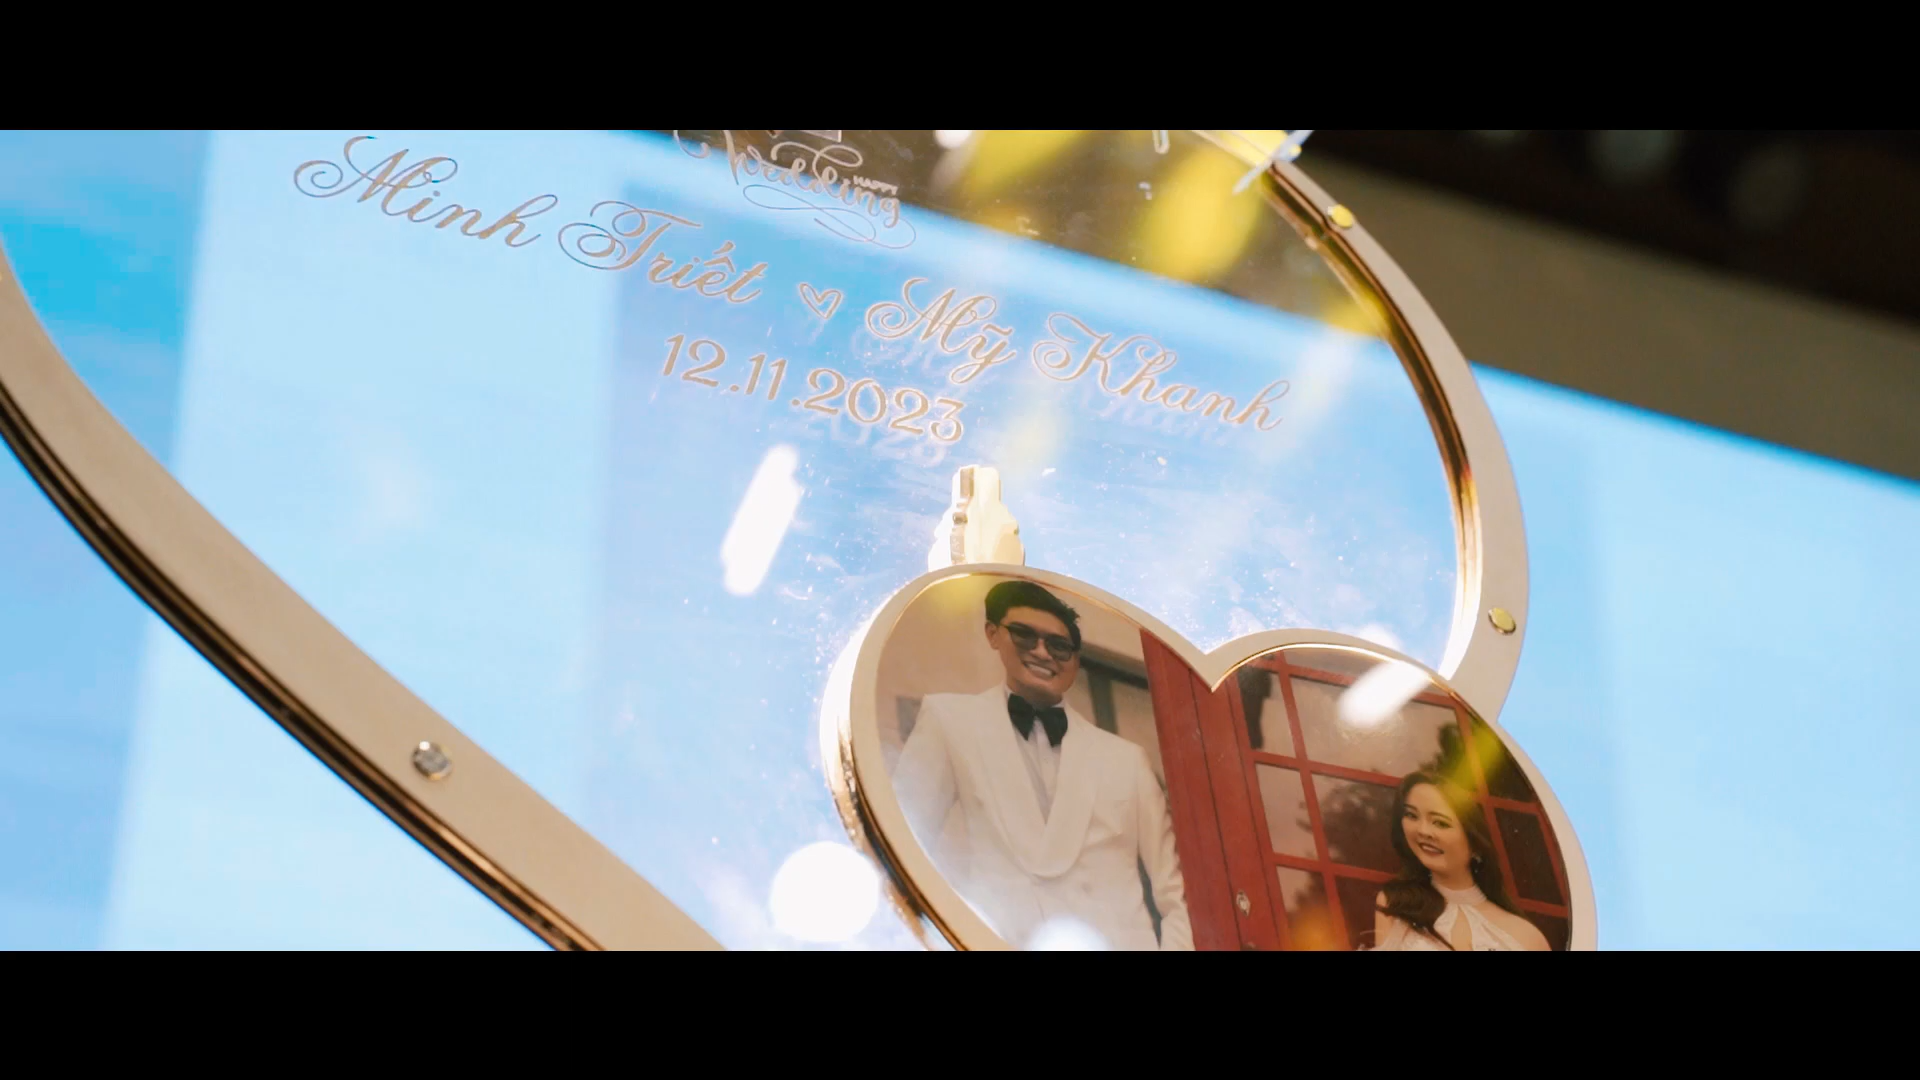 HAPPY
Wedding
Minh Triết ♡ Mỹ Khanh
12.11.2023